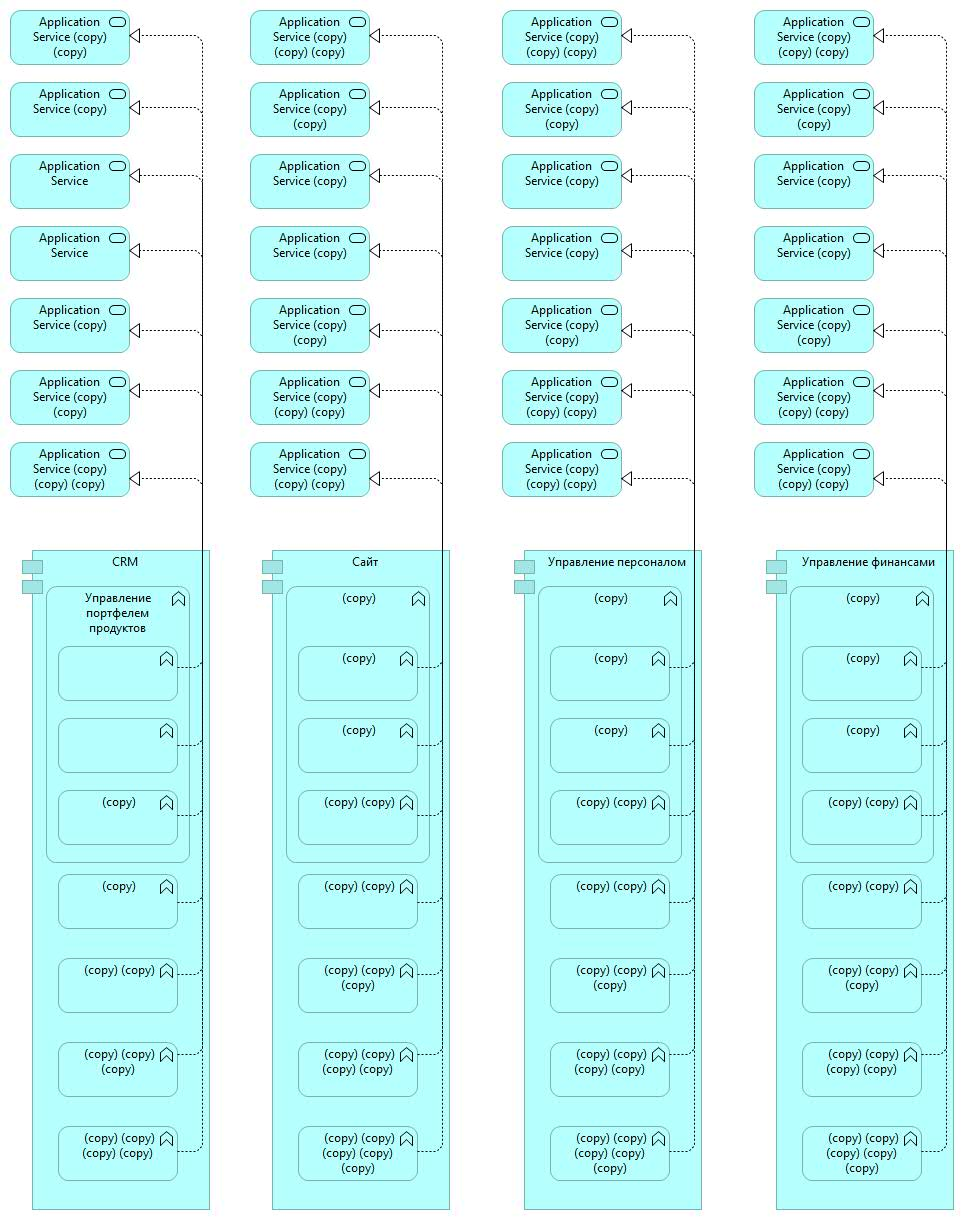 Application
Service (copy)
(copy)
Application
Service (copy)
(copy) (copy)
Application
Service (copy)
(copy) (copy)
Application
Service (copy)
(copy) (copy)
Application
Service (copy)
Application
Service (copy)
(copy)
Application
Service (copy)
(copy)
Application
Service (copy)
(copy)
Application
Service
Application
Service (copy)
Application
Service (copy)
Application
Service (copy)
Application
Service
Application
Service (copy)
Application
Service (copy)
Application
Service (copy)
Application
Service (copy)
Application
Service (copy)
(copy)
Application
Service (copy)
(copy)
Application
Service (copy)
(copy)
Application
Service (copy)
(copy)
Application
Service (copy)
(copy) (copy)
Application
Service (copy)
(copy) (copy)
Application
Service (copy)
(copy) (copy)
Application
Service (copy)
(copy) (copy)
Application
Service (copy)
(copy) (copy)
Application
Service (copy)
(copy) (copy)
Application
Service (copy)
(copy) (copy)
CRM
Управление
портфелем
продуктов
(copy)
(copy)
(copy) (copy)
(copy) (copy)
(copy)
(copy) (copy)
(copy) (copy)
Сайт
(copy)
(copy)
(copy)
(copy) (copy)
(copy) (copy)
(copy) (copy)
(copy)
(copy) (copy)
(copy) (copy)
(copy) (copy)
(copy) (copy)
(copy)
Управление персоналом
(copy)
(copy)
(copy)
(copy) (copy)
(copy) (copy)
(copy) (copy)
(copy)
(copy) (copy)
(copy) (copy)
(copy) (copy)
(copy) (copy)
(copy)
Управление финансами
(copy)
(copy)
(copy)
(copy) (copy)
(copy) (copy)
(copy) (copy)
(copy)
(copy) (copy)
(copy) (copy)
(copy) (copy)
(copy) (copy)
(copy)